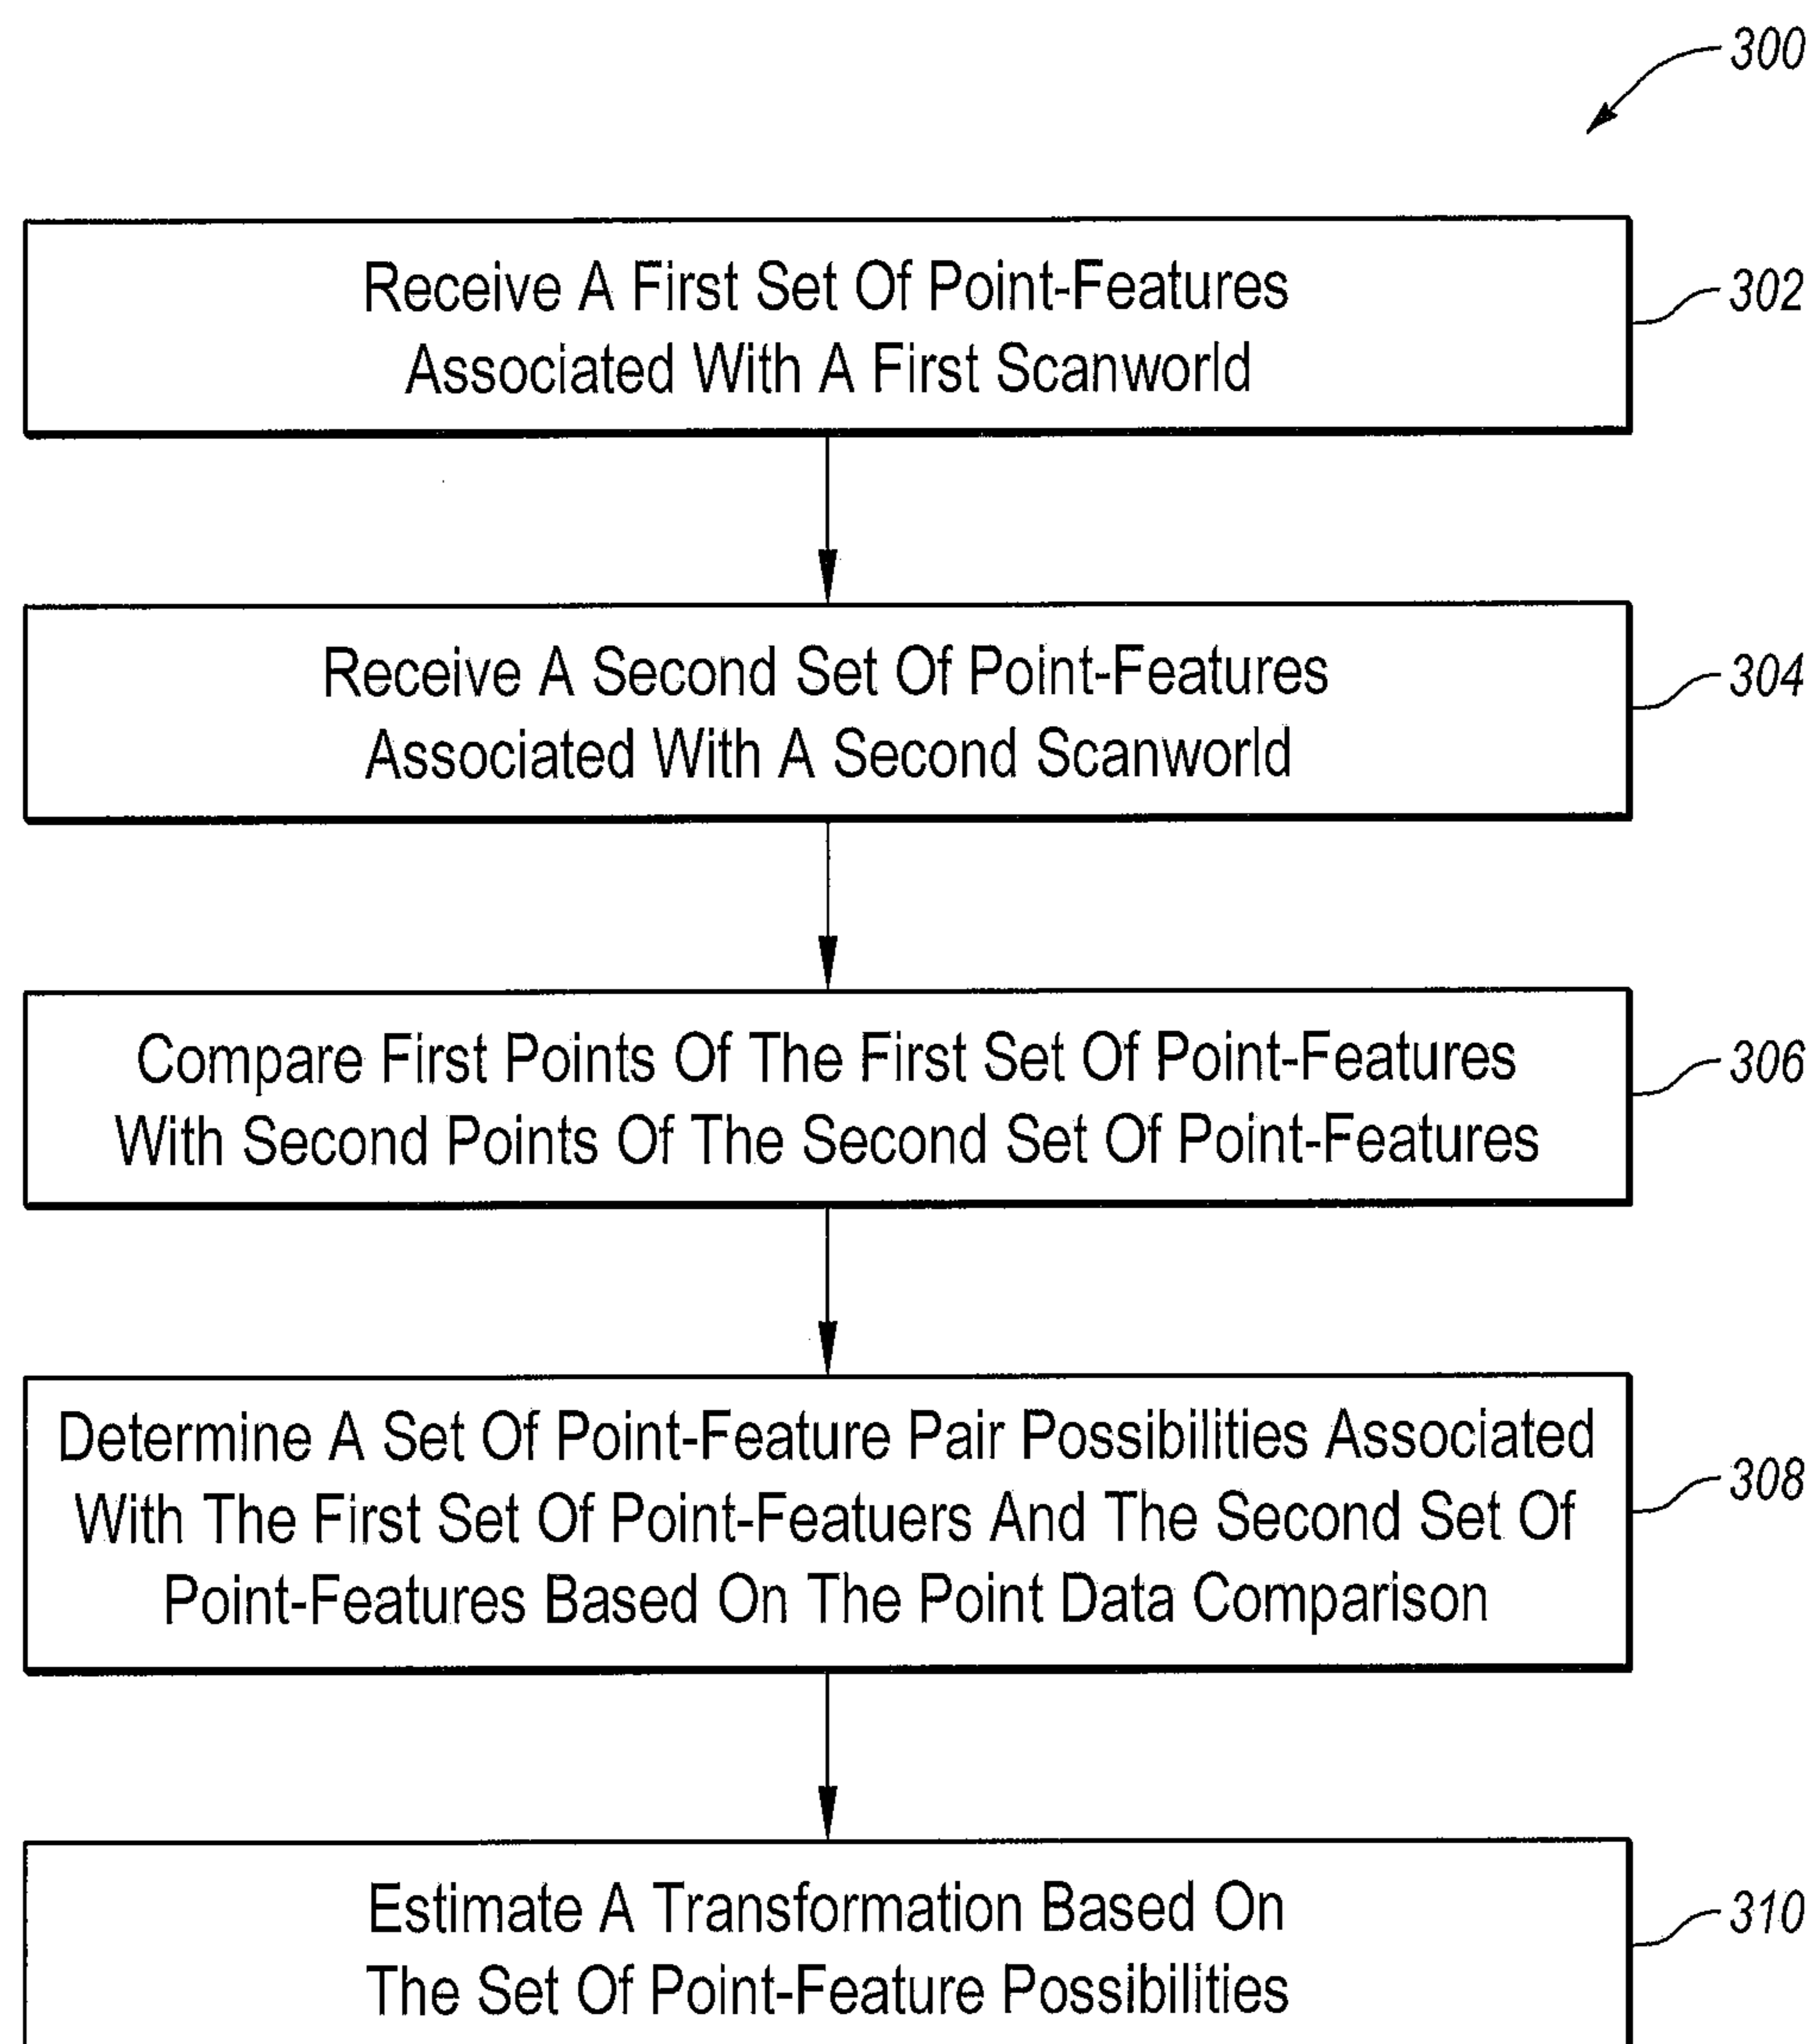 300
Receive A First Set Of Point-Features
Associated With A First Scanworld
302
Receive A Second Set Of Point-Features
Associated With A Second Scanworld
304
Compare First Points Of The First Set Of Point-Features
With Second Points Of The Second Set Of Point-Features
306
Determine A Set Of Point-Feature Pair Possibilities Associated
With The First Set Of Point-Featuers And The Second Set Of
Point-Features Based On The Point Data Comparison
308
Estimate A Transformation Based On
The Set Of Point-Feature Possibilities
310